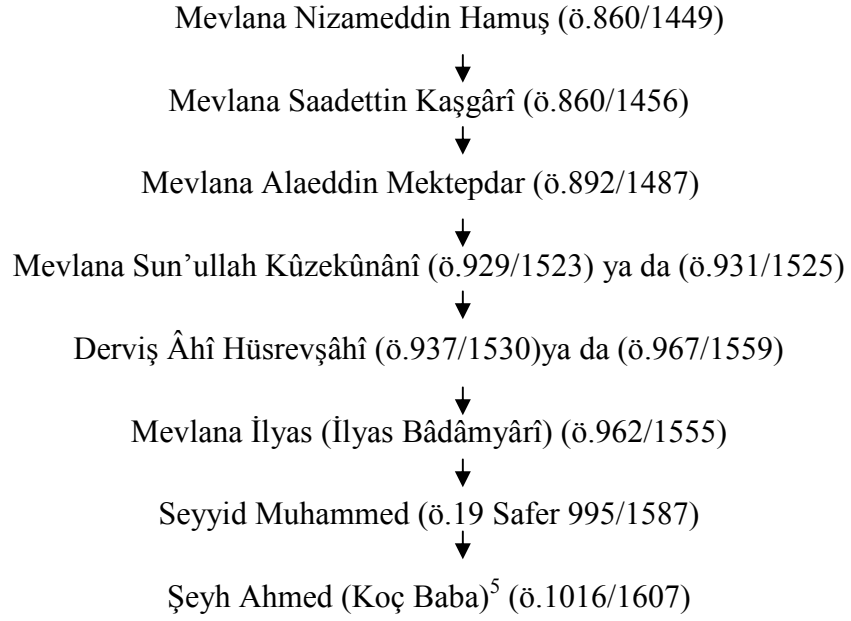 Mevlana Nizameddin Hamuş (ö.860/1449)
Mevlana Saadettin Kaşgârî (ö.860/1456)
Mevlana Alaeddin Mektepdar (ö.892/1487)
Mevlana Sun’ullah Kûzekûnânî (ö.929/1523) ya da (ö.931/1525)
Derviş Âhî Hüsrevşâhî (ö.937/1530)ya da (ö.967/1559)
Mevlana İlyas (İlyas Bâdâmyârî) (ö.962/1555)
Seyyid Muhammed (ö.19 Safer 995/1587)
Şeyh Ahmed (Koç Baba)⁵ (ö.1016/1607)